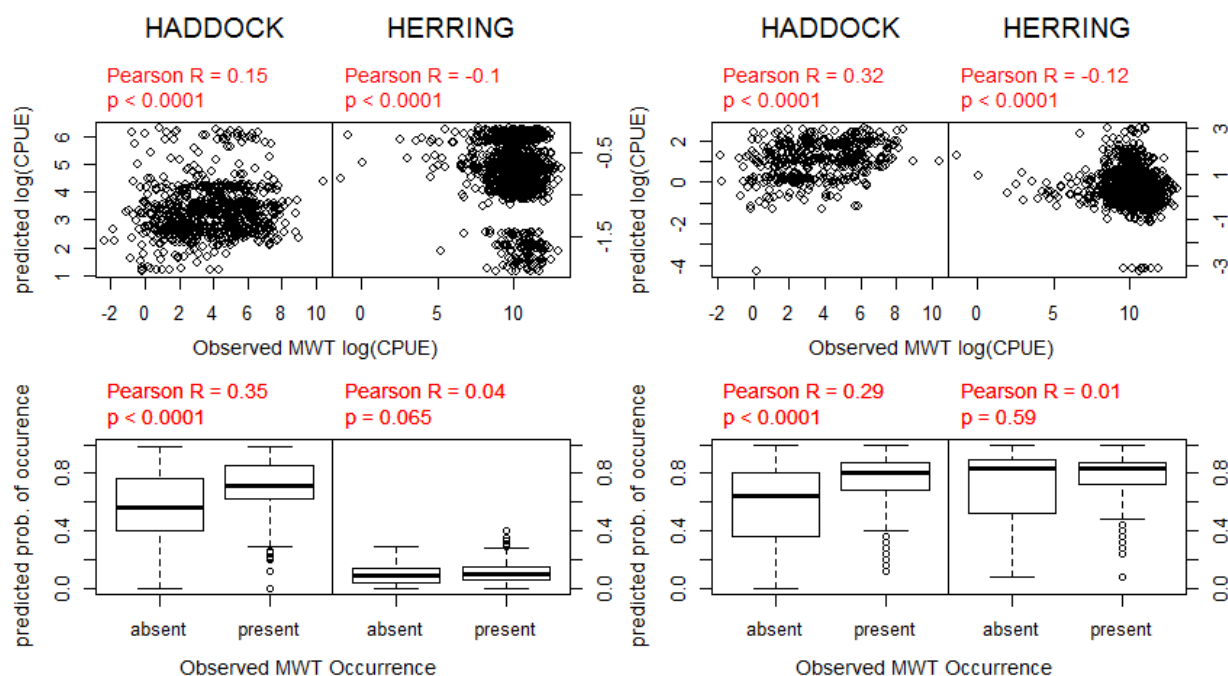 HADDOCK HERRING HADDOCK HERRING
Pearson R = 0.15 Pearson R = -0.1 Pearson R = 0.32 Pearson R = -0.12
p < 0.0001 p < 0.0001 p < 0.0001 p < 0.0001
predicted log(CPUE)
1 2 3 4 5 6
-0.5 -1.5
-2 0 2 4 6 8 10 0 5 10
Observed MWT log(CPUE)
predicted log(CPUE)
-4 -2 0 2
3 1 -1 -3
-2 0 2 4 6 8 10 0 5 10
Observed MWT log(CPUE)
Pearson R = 0.35 Pearson R = 0.04 Pearson R = 0.29 Pearson R = 0.01
p < 0.0001 p = 0.065 p < 0.0001 p = 0.59
predicted prob. of occurence
0.0 0.4 0.8
0.0 0.4 0.8
absent present absent present
Observed MWT Occurrence
predicted prob. of occurence
0.0 0.4 0.8
0.0 0.4 0.8
absent present absent present
Observed MWT Occurrence